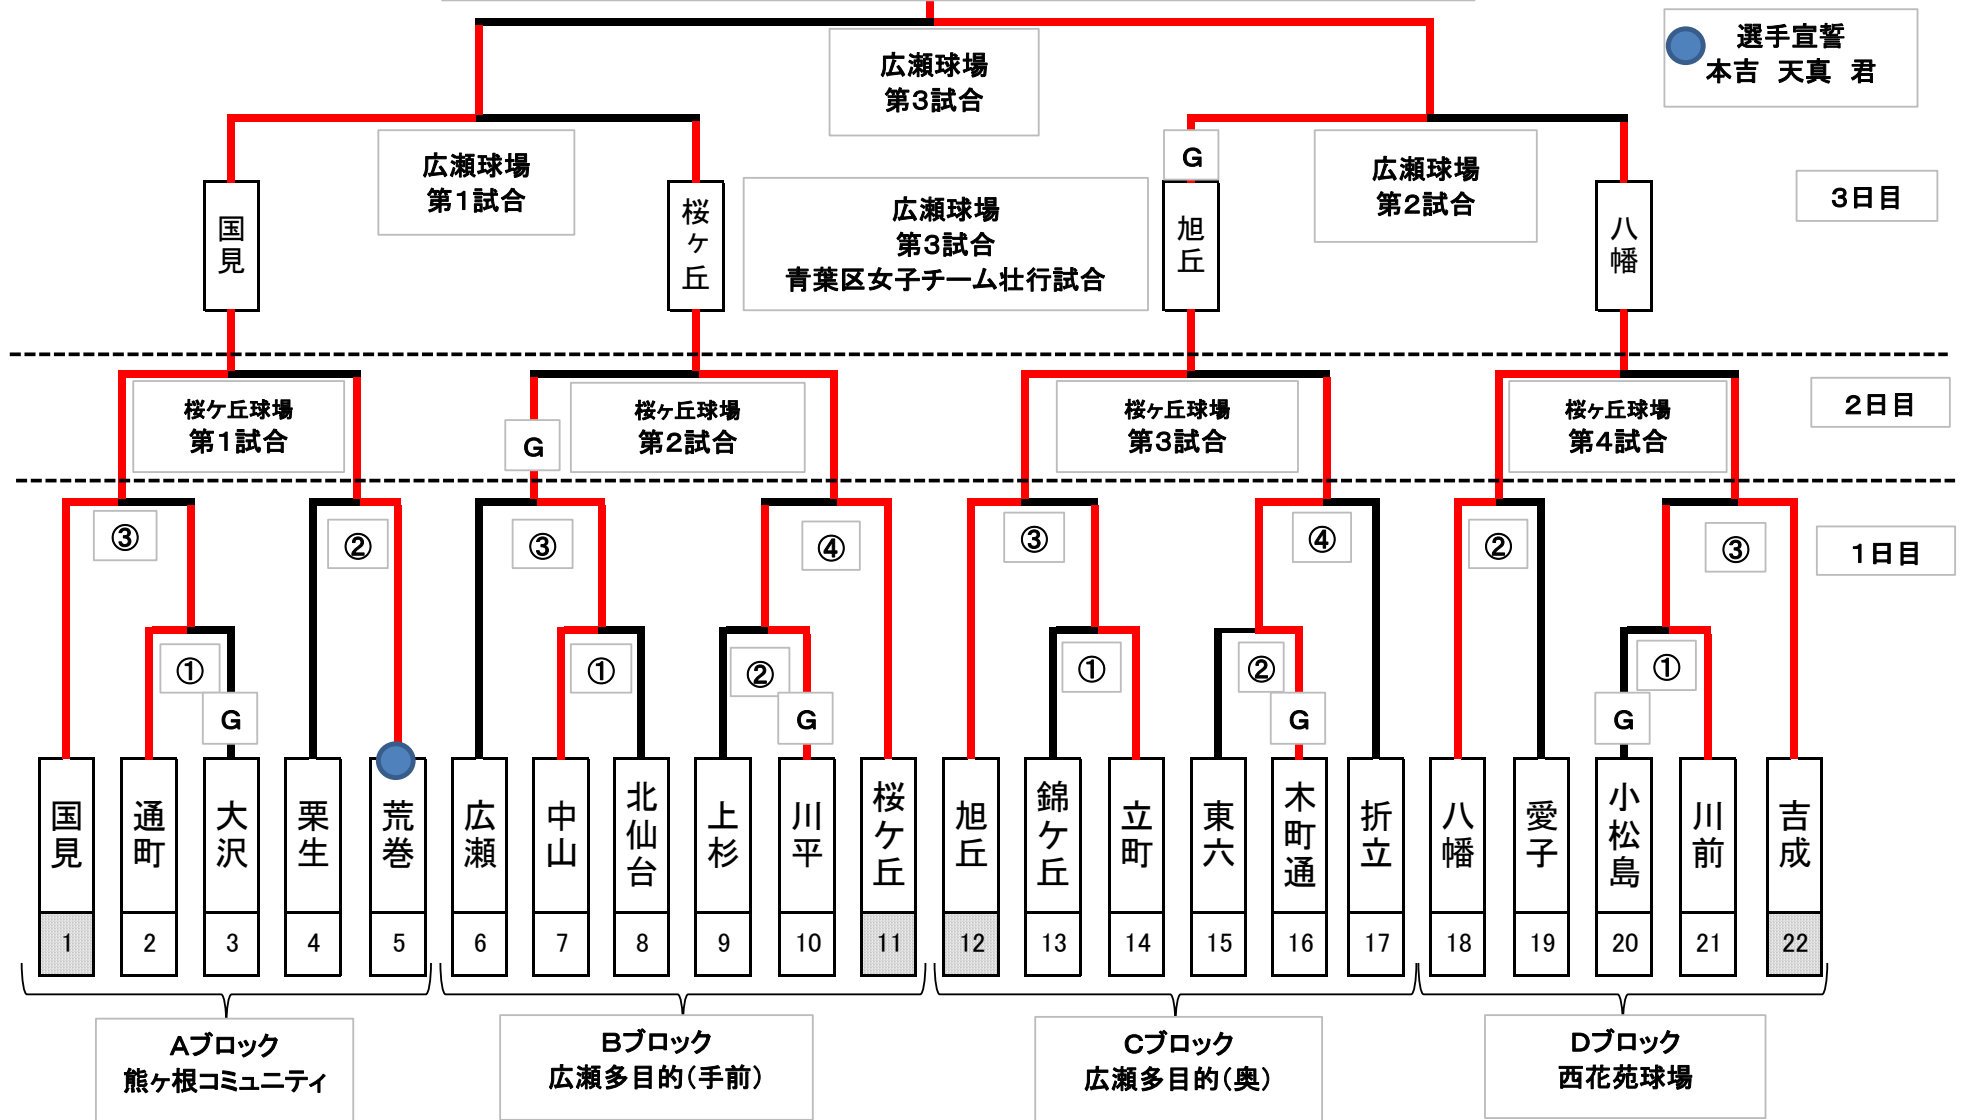 選手宣誓
本吉 天真 君
広瀬球場
第3試合
広瀬球場
第1試合
G
広瀬球場
第2試合
3日目
国見
桜ヶ丘
広瀬球場
第3試合
青葉区女子チーム壮行試合
旭丘
八幡
桜ケ丘球場
第1試合
G
桜ヶ丘球場
第2試合
桜ヶ丘球場
第3試合
桜ヶ丘球場
第4試合
2日目
③
②
③
④
③
④
②
③
1日目
①
①
②
①
②
①
G
G
G
G
国見
通町
大沢
栗生
荒巻
広瀬
中山
北仙台
上杉
川平
桜ケ丘
旭丘
錦ケ丘
立町
東六
木町通
折立
八幡
愛子
小松島
川前
吉成
1 2 3 4 5 6 7 8 9 10 11 12 13 14 15 16 17 18 19 20 21 22
Aブロック
熊ヶ根コミュニティ
Bブロック
広瀬多目的(手前)
Cブロック
広瀬多目的(奥)
Dブロック
西花苑球場